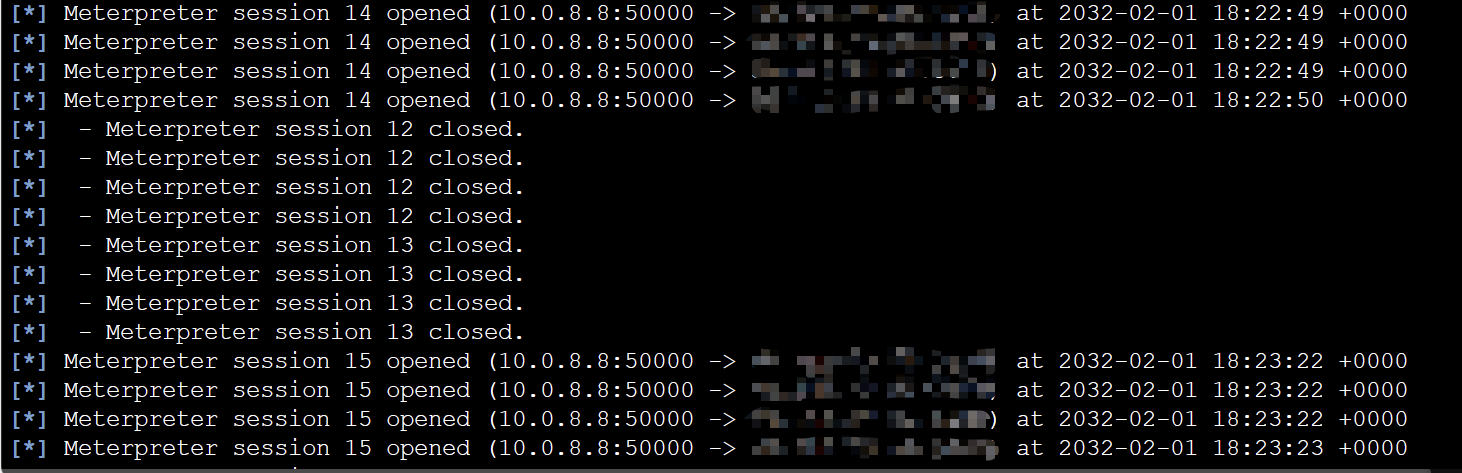 [*] Meterpreter session 14 opened (10.0.8.8:50000 -> at 2032-02-01 18:22:49 +0000
[*] Meterpreter session 14 opened (10.0.8.8:50000 -> at 2032-02-01 18:22:49 +0000
[*] Meterpreter session 14 opened (10.0.8.8:50000 -> ) at 2032-02-01 18:22:49 +0000
[*] Meterpreter session 14 opened (10.0.8.8:50000 -> at 2032-02-01 18:22:50 +0000
[*]  - Meterpreter session 12 closed.
[*]  - Meterpreter session 12 closed.
[*]  - Meterpreter session 12 closed.
[*]  - Meterpreter session 12 closed.
[*]  - Meterpreter session 13 closed.
[*]  - Meterpreter session 13 closed.
[*]  - Meterpreter session 13 closed.
[*]  - Meterpreter session 13 closed.
[*] Meterpreter session 15 opened (10.0.8.8:50000 -> at 2032-02-01 18:23:22 +0000
[*] Meterpreter session 15 opened (10.0.8.8:50000 -> at 2032-02-01 18:23:22 +0000
[*] Meterpreter session 15 opened (10.0.8.8:50000 -> ) at 2032-02-01 18:23:22 +0000
[*] Meterpreter session 15 opened (10.0.8.8:50000 -> at 2032-02-01 18:23:23 +0000